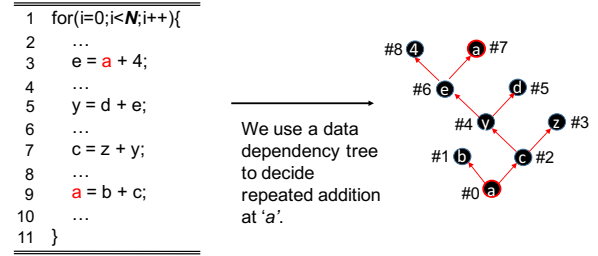 1 for(i=0;i<N;i++){
2 …
3 e = a + 4;
4 …
5 y = d + e;
6 …
7 c = z + y;
8 …
9 a = b + c;
10 …
11 }
We use a data
dependency tree
to decide
repeated addition
at ‘a’.
#8 4 a #7
#6 e d #5
#4 y z #3
#1 b c #2
#0 a